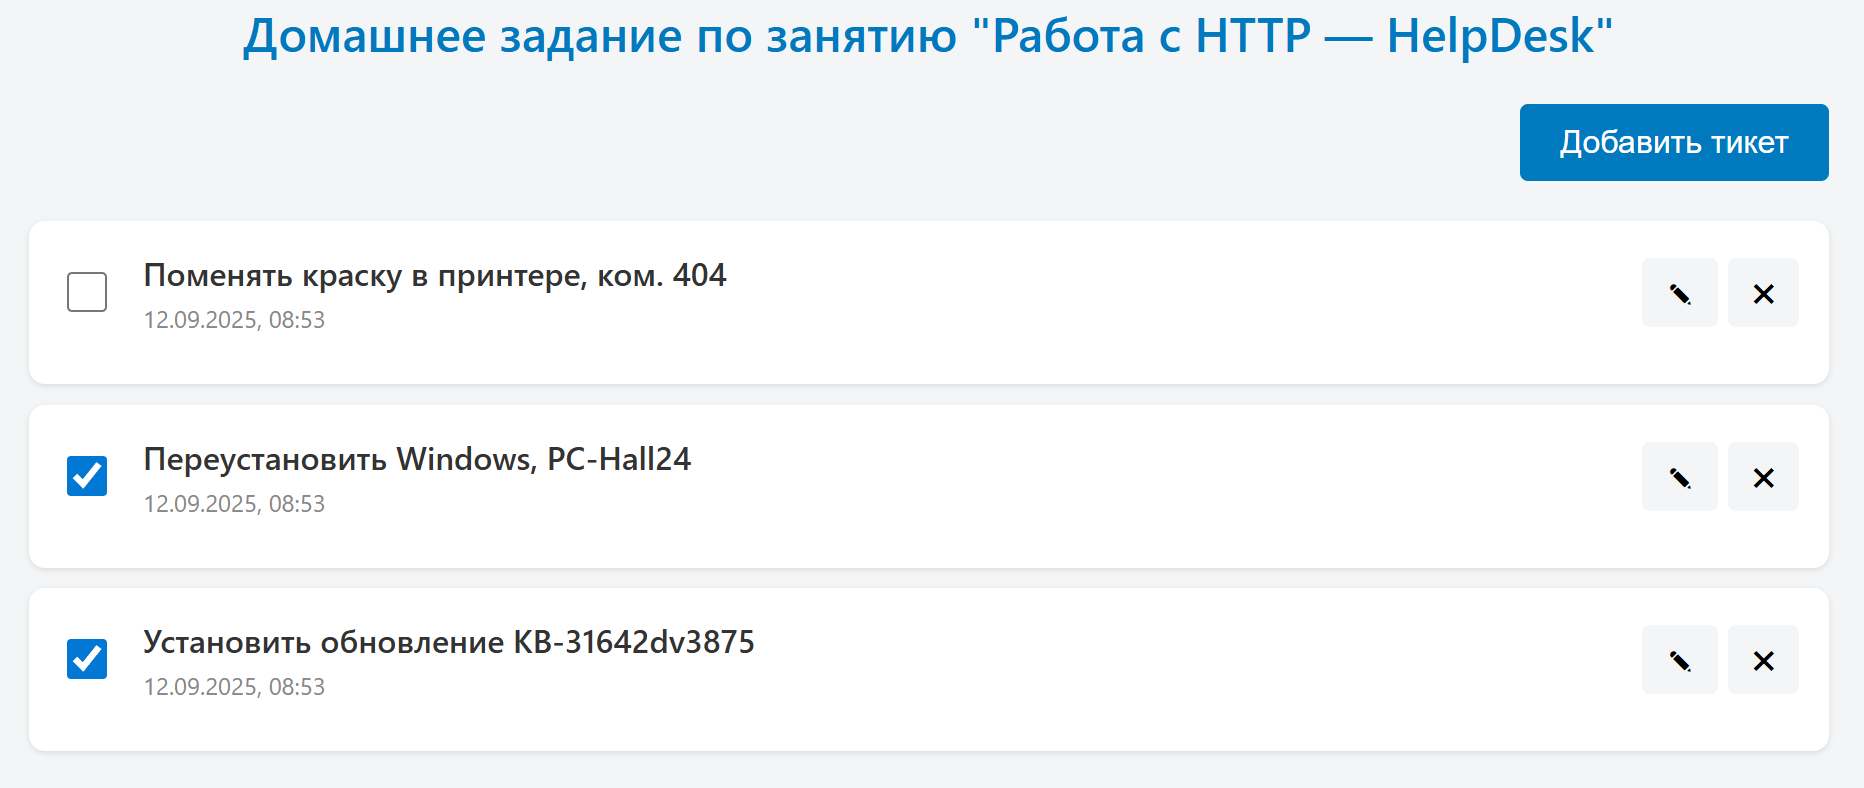 Домашнее задание по занятию "Работа с HTTP — HelpDesk"
Добавить тикет
Поменять краску в принтере, ком. 404
12.09.2025, 08:53
Переустановить Windows, PC-Hall24
12.09.2025, 08:53
Установить обновление KB-31642dv3875
12.09.2025, 08:53